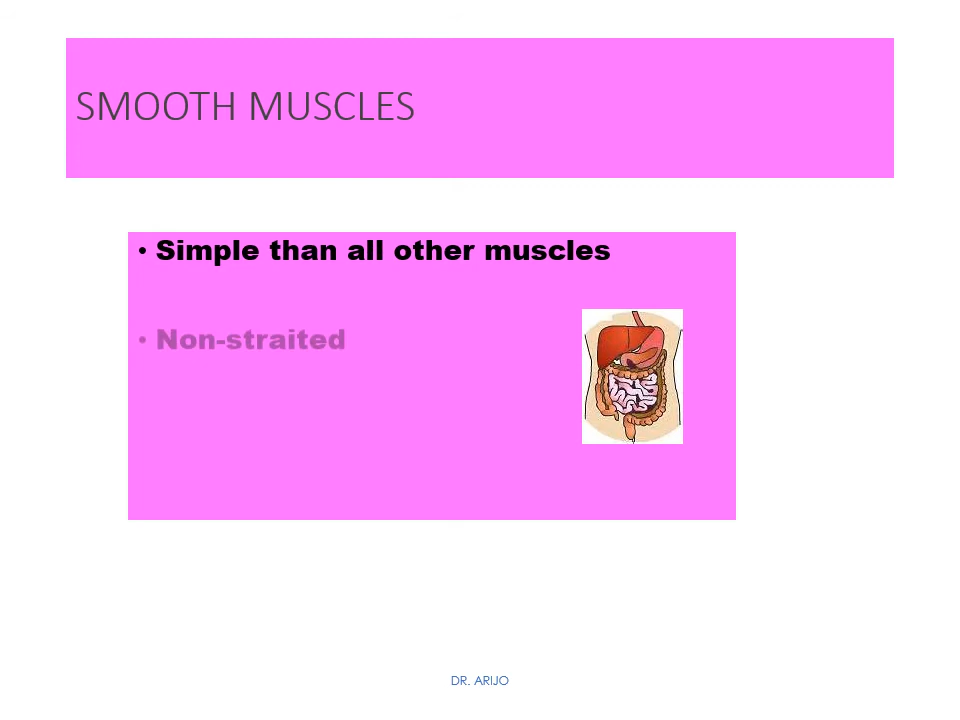 SMOOTH MUSCLES
• Simple than all other muscles
• Non-straited
DR. ARIJO